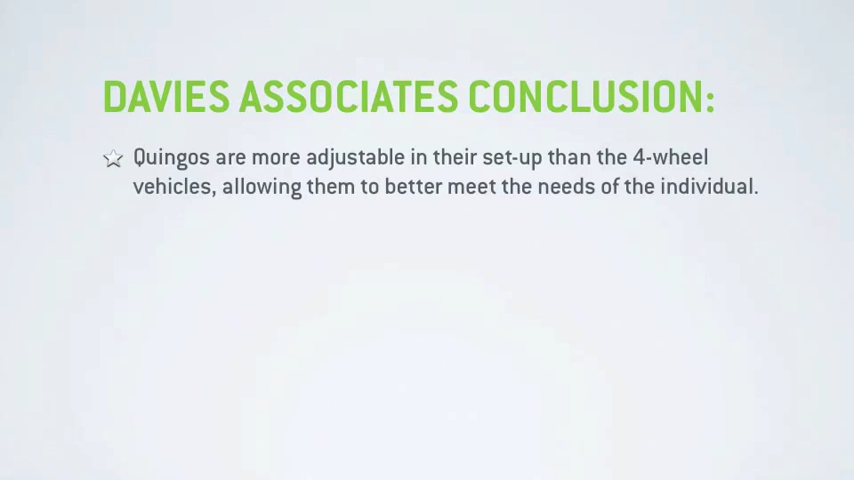 DAVIES ASSOCIATES CONCLUSION:
Quingos are more adjustable in their set-up than the 4-wheel
vehicles, allowing them to better meet the needs of the individual.